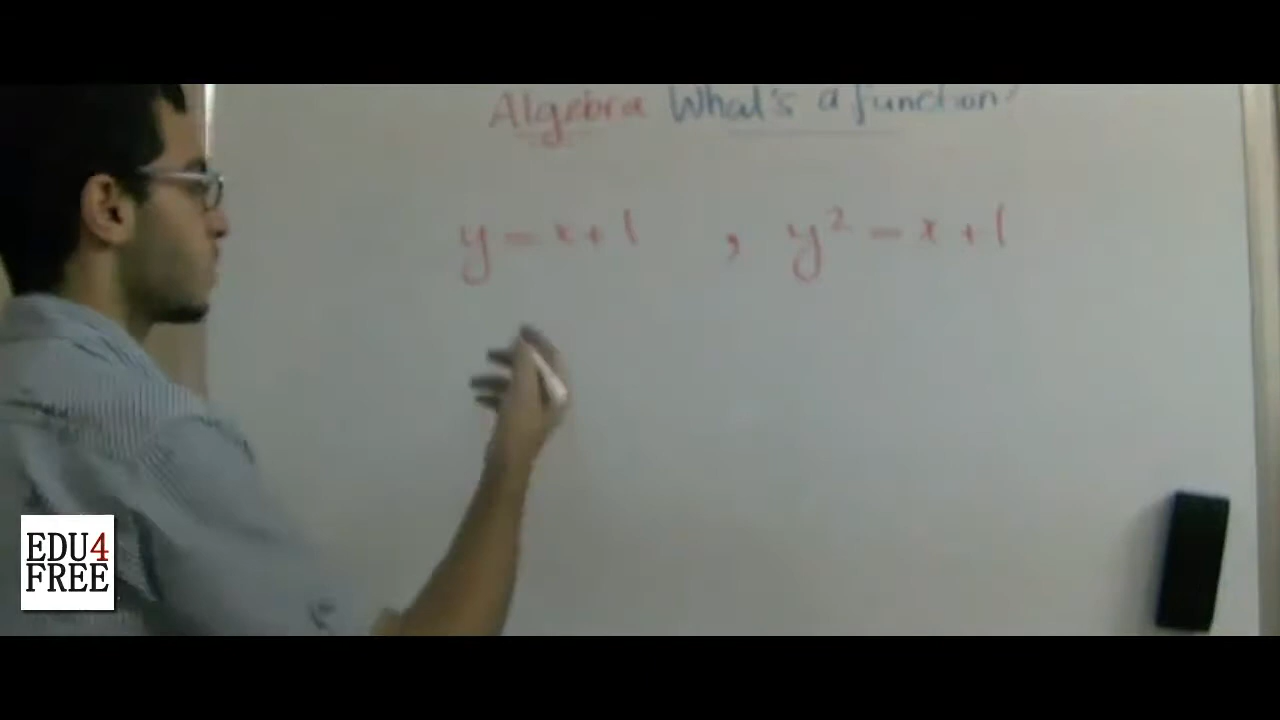 Algebra What's a function?
y = x + 1 , y² = x + 1
EDU4
FREE